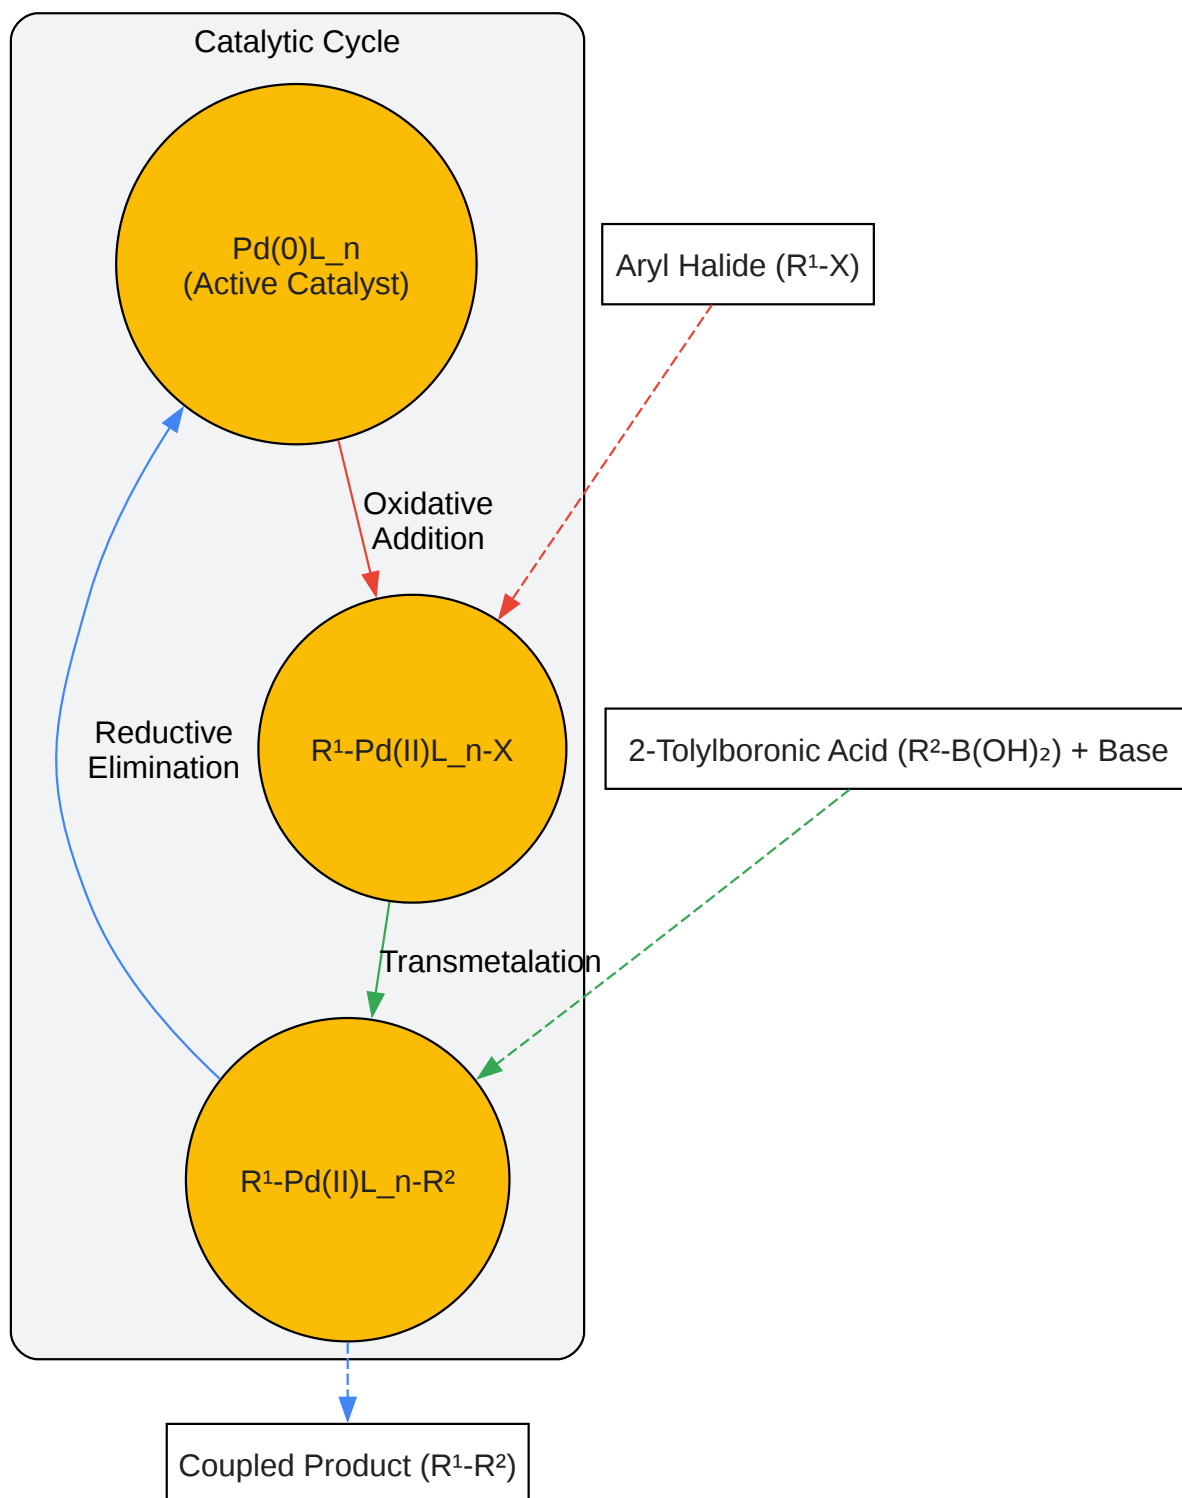 Catalytic Cycle
Pd(0)L_n
(Active Catalyst)
Aryl Halide (R¹-X)
Oxidative
Addition
Reductive
Elimination
R¹-Pd(II)L_n-X
2-Tolylboronic Acid (R²-B(OH)₂) + Base
Transmetalation
R¹-Pd(II)L_n-R²
Coupled Product (R¹-R²)